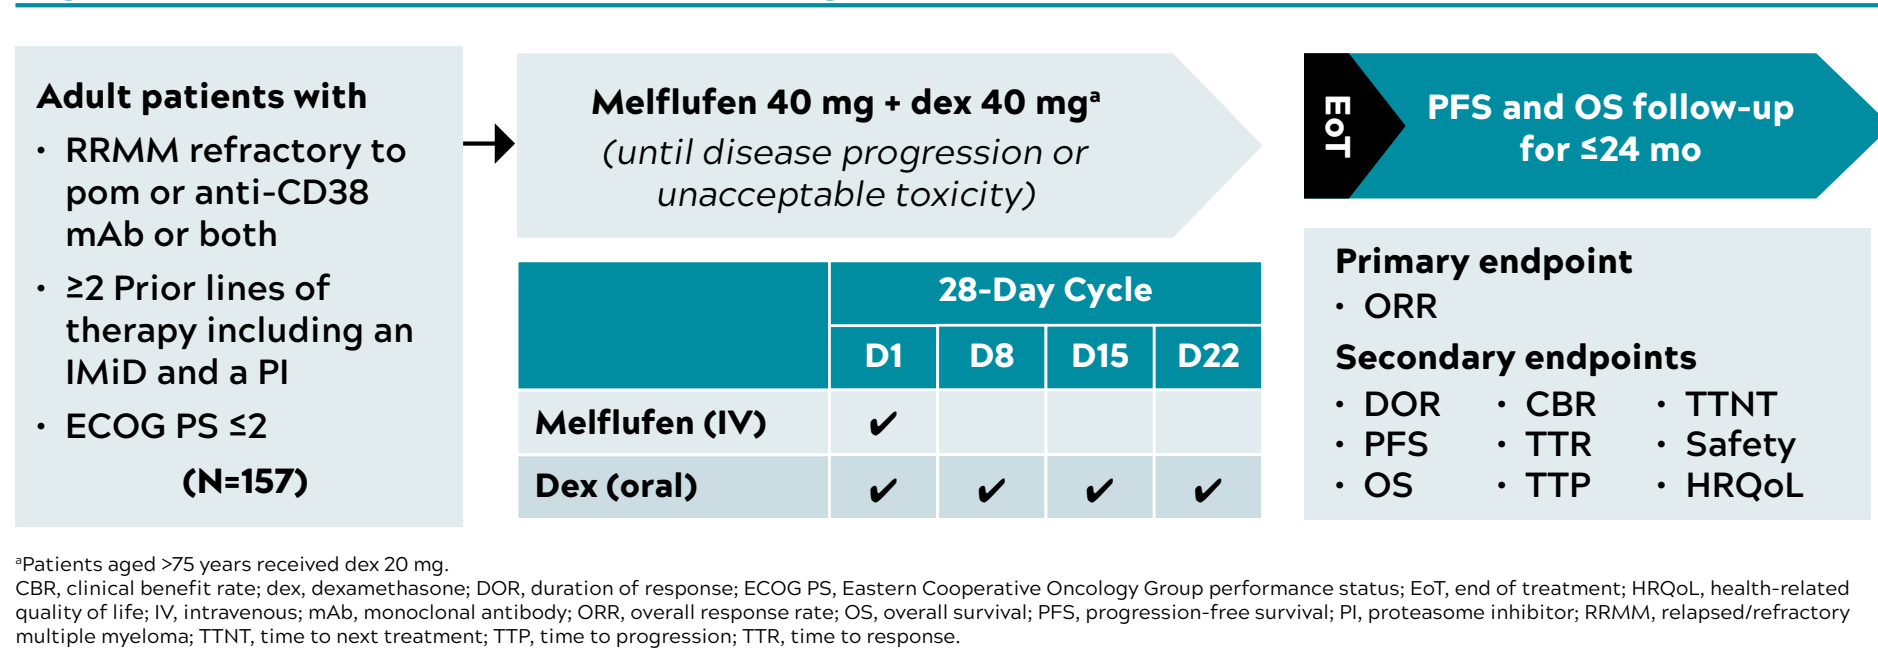 Adult patients with
• RRMM refractory to
pom or anti-CD38
mAb or both
• ≥2 Prior lines of
therapy including an
IMiD and a PI
• ECOG PS ≤2
(N=157)
Melflufen 40 mg + dex 40 mgᵃ
(until disease progression or
unacceptable toxicity)
28-Day Cycle
D1 D8 D15 D22
Melflufen (IV) ✔
Dex (oral) ✔ ✔ ✔ ✔
EoT
PFS and OS follow-up
for ≤24 mo
Primary endpoint
• ORR
Secondary endpoints
• DOR • CBR • TTNT
• PFS • TTR • Safety
• OS • TTP • HRQoL
ᵃPatients aged >75 years received dex 20 mg.
CBR, clinical benefit rate; dex, dexamethasone; DOR, duration of response; ECOG PS, Eastern Cooperative Oncology Group performance status; EoT, end of treatment; HRQoL, health-related
quality of life; IV, intravenous; mAb, monoclonal antibody; ORR, overall response rate; OS, overall survival; PFS, progression-free survival; PI, proteasome inhibitor; RRMM, relapsed/refractory
multiple myeloma; TTNT, time to next treatment; TTP, time to progression; TTR, time to response.